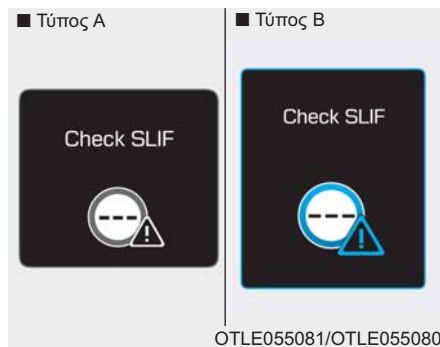 ■ Τύπος A
Check SLIF
---
!
■ Τύπος B
Check SLIF
---
!
OTLE055081/OTLE055080